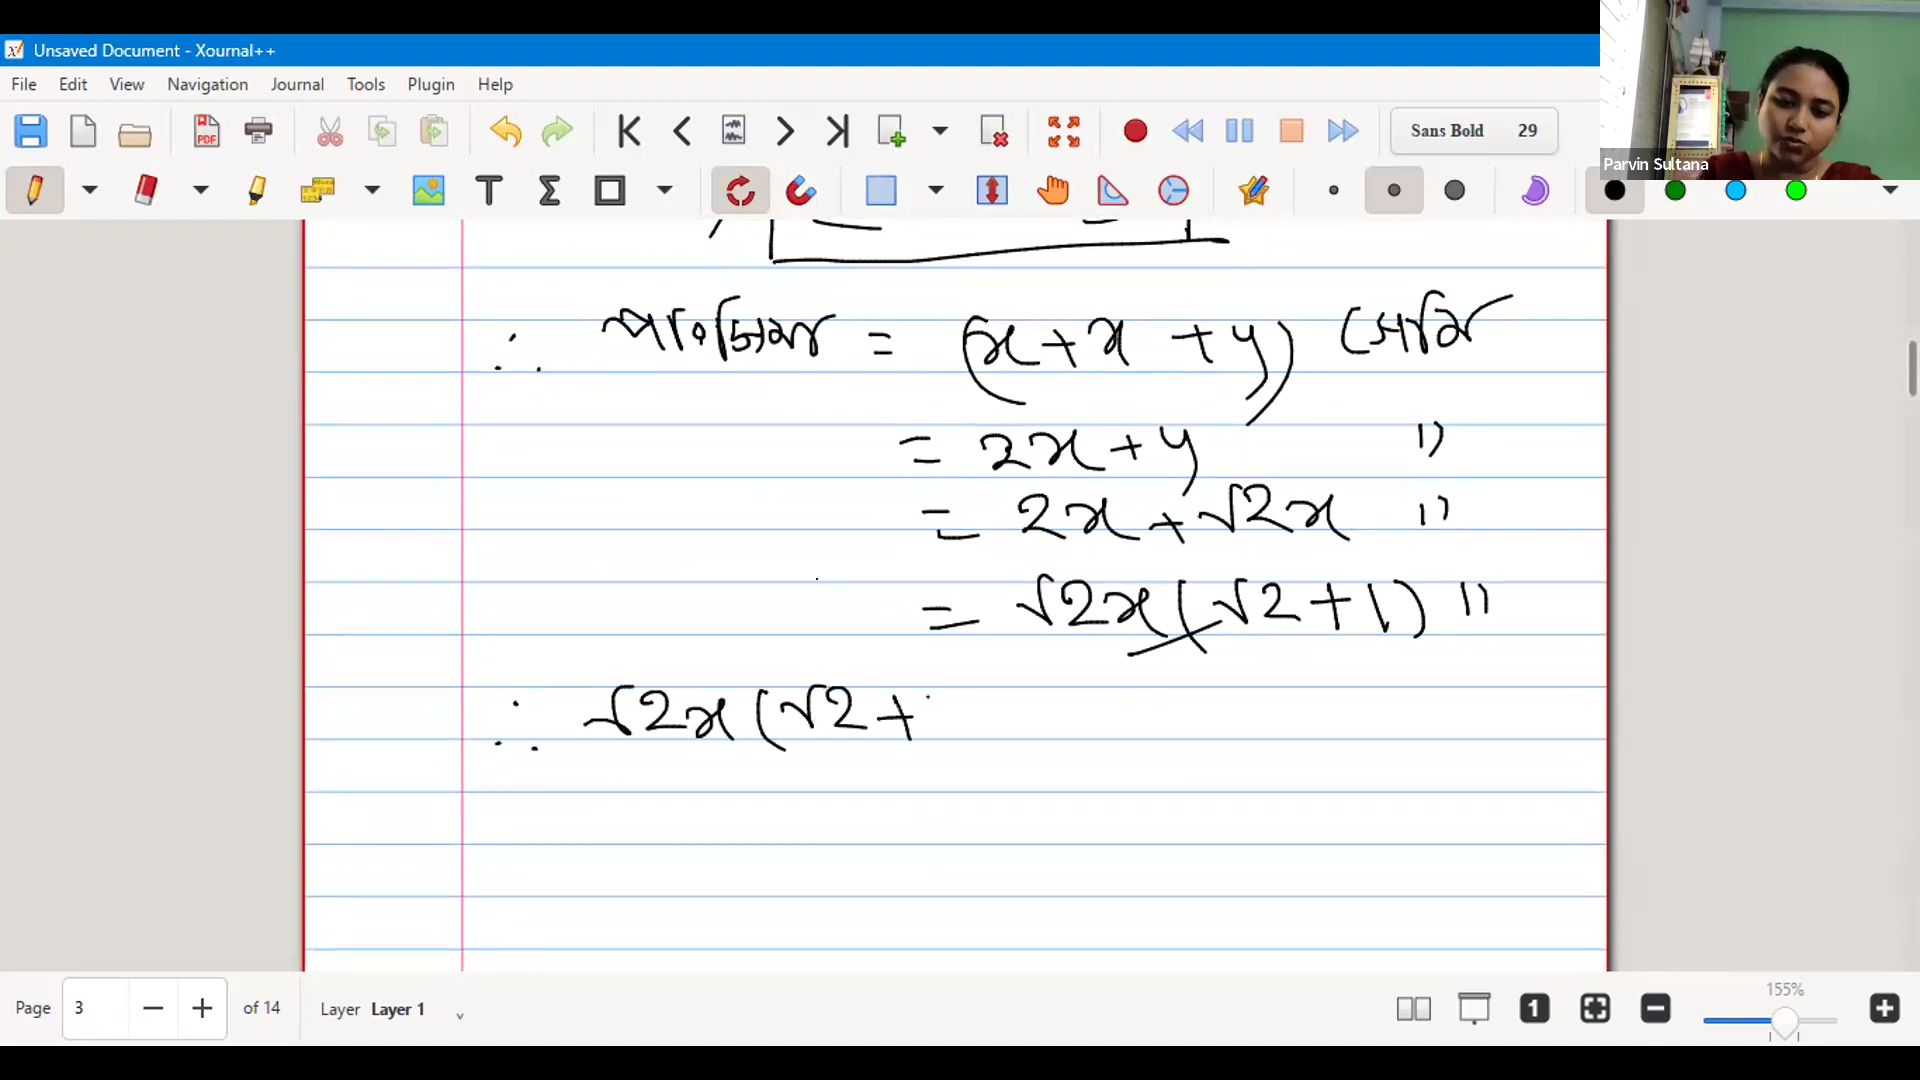 Unsaved Document - Xournal++
File Edit View Navigation Journal Tools Plugin Help
Sans Bold 29
Parvin Sultana
∴ = (x+x+y) সে.মি.
= 2x+y "
= 2x+√2x "
= √2x(√2+1) "
∴ √2x(√2+
Page 3 of 14 Layer Layer 1 155%